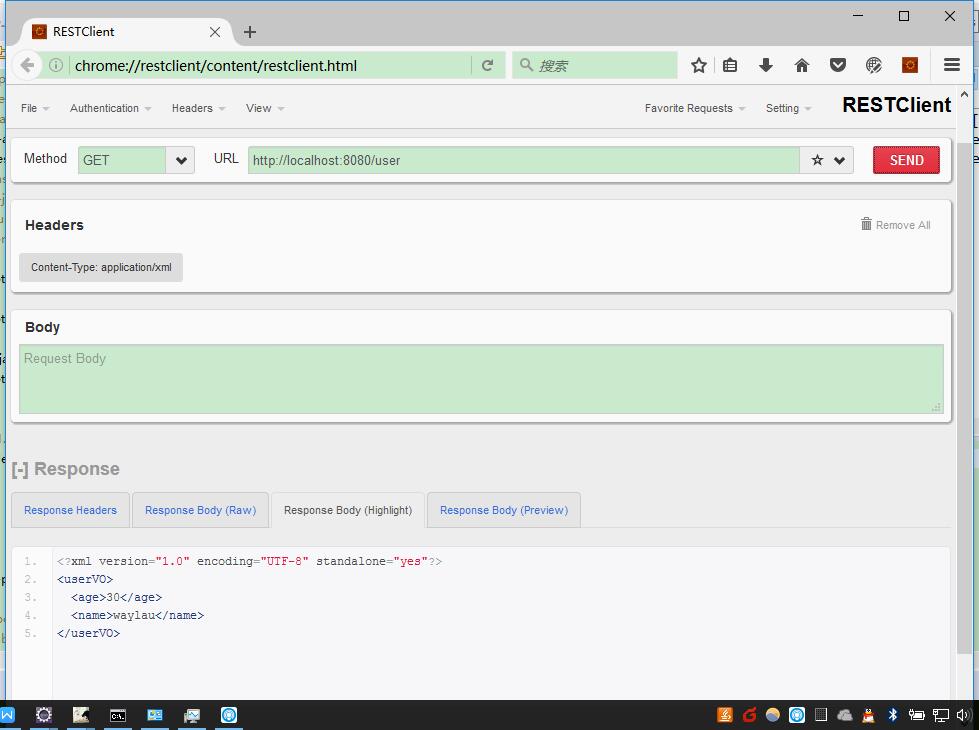 RESTClient
chrome://restclient/content/restclient.html
搜索
File Authentication Headers View Favorite Requests Setting RESTClient
Method GET URL http://localhost:8080/user SEND
Headers Remove All
Content-Type: application/xml
Body
Request Body
[-] Response
Response Headers Response Body (Raw) Response Body (Highlight) Response Body (Preview)
1. <?xml version="1.0" encoding="UTF-8" standalone="yes"?>
2. <userVO>
3. <age>30</age>
4. <name>waylau</name>
5. </userVO>